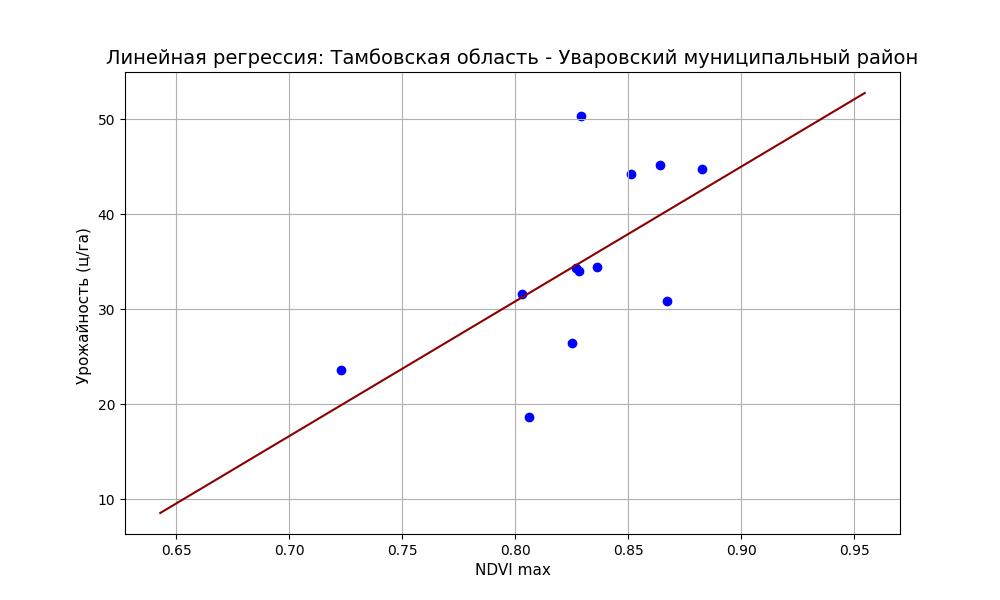 Линейная регрессия: Тамбовская область - Уваровский муниципальный район
Урожайность (ц/га)
50
40
30
20
10
0.65 0.70 0.75 0.80 0.85 0.90 0.95
NDVI max